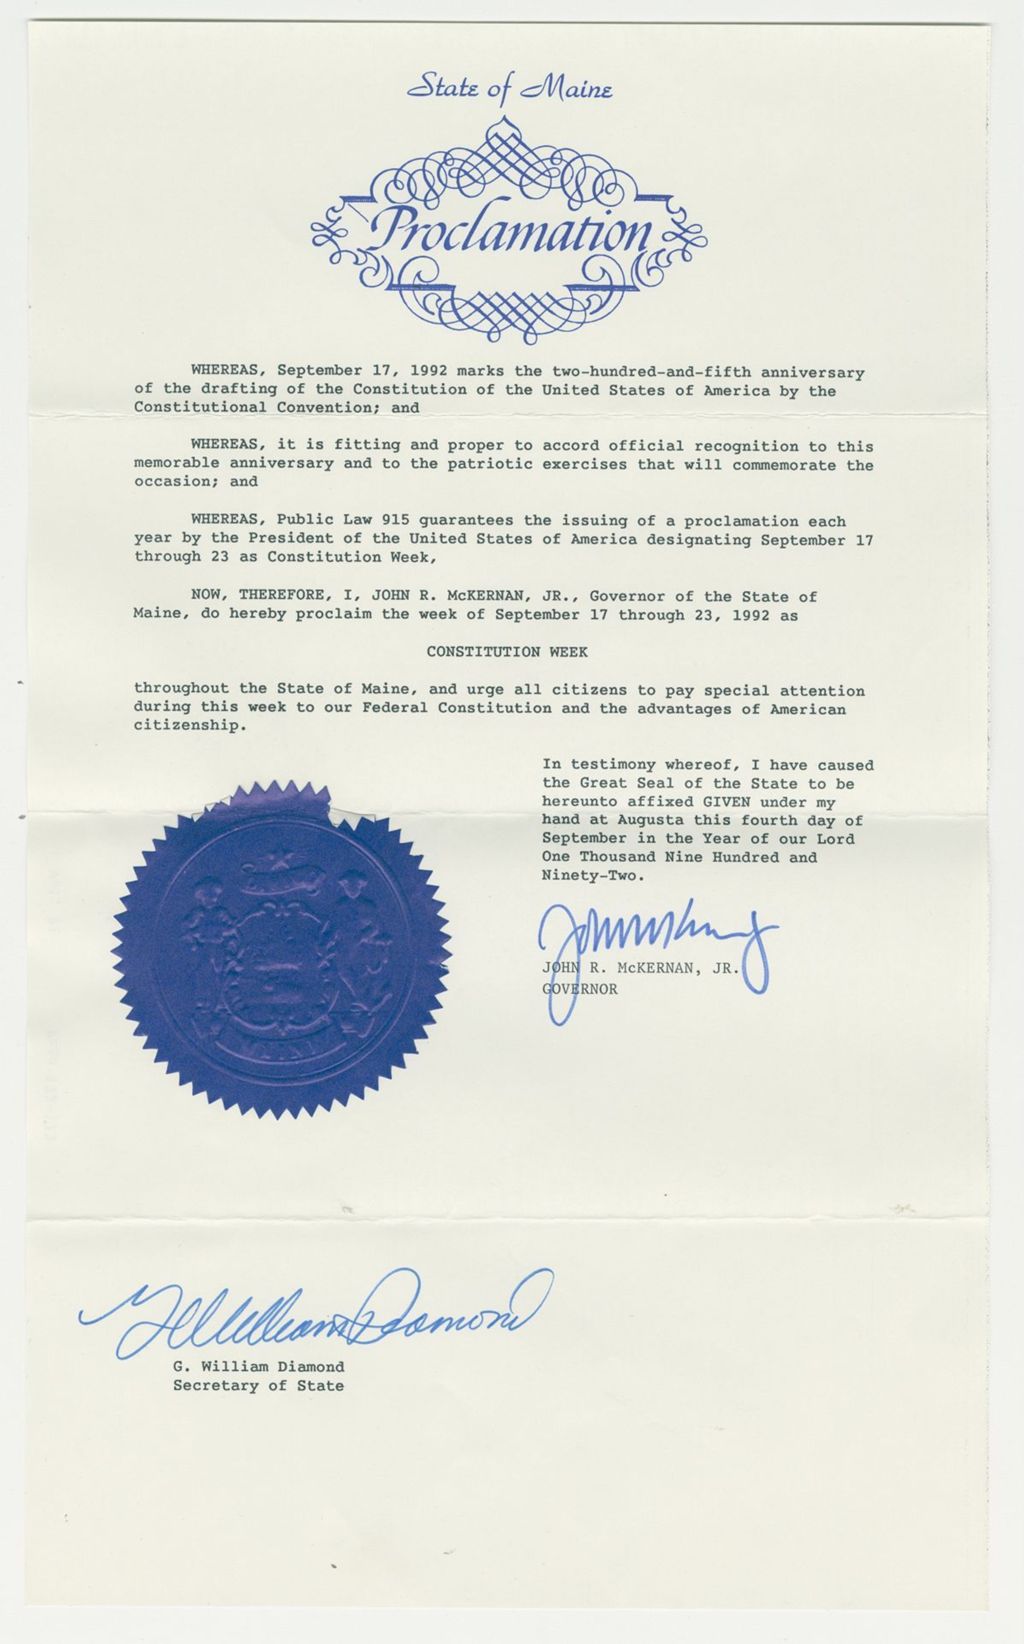 State of Maine
Proclamation
WHEREAS, September 17, 1992 marks the two-hundred-and-fifth anniversary
of the drafting of the Constitution of the United States of America by the
Constitutional Convention; and
WHEREAS, it is fitting and proper to accord official recognition to this
memorable anniversary and to the patriotic exercises that will commemorate the
occasion; and
WHEREAS, Public Law 915 guarantees the issuing of a proclamation each
year by the President of the United States of America designating September 17
through 23 as Constitution Week,
NOW, THEREFORE, I, JOHN R. McKERNAN, JR., Governor of the State of
Maine, do hereby proclaim the week of September 17 through 23, 1992 as
CONSTITUTION WEEK
throughout the State of Maine, and urge all citizens to pay special attention
during this week to our Federal Constitution and the advantages of American
citizenship.
In testimony whereof, I have caused
the Great Seal of the State to be
hereunto affixed GIVEN under my
hand at Augusta this fourth day of
September in the Year of our Lord
One Thousand Nine Hundred and
Ninety-Two.
JOHN R. McKERNAN, JR.
GOVERNOR
G William Diamond
G. William Diamond
Secretary of State